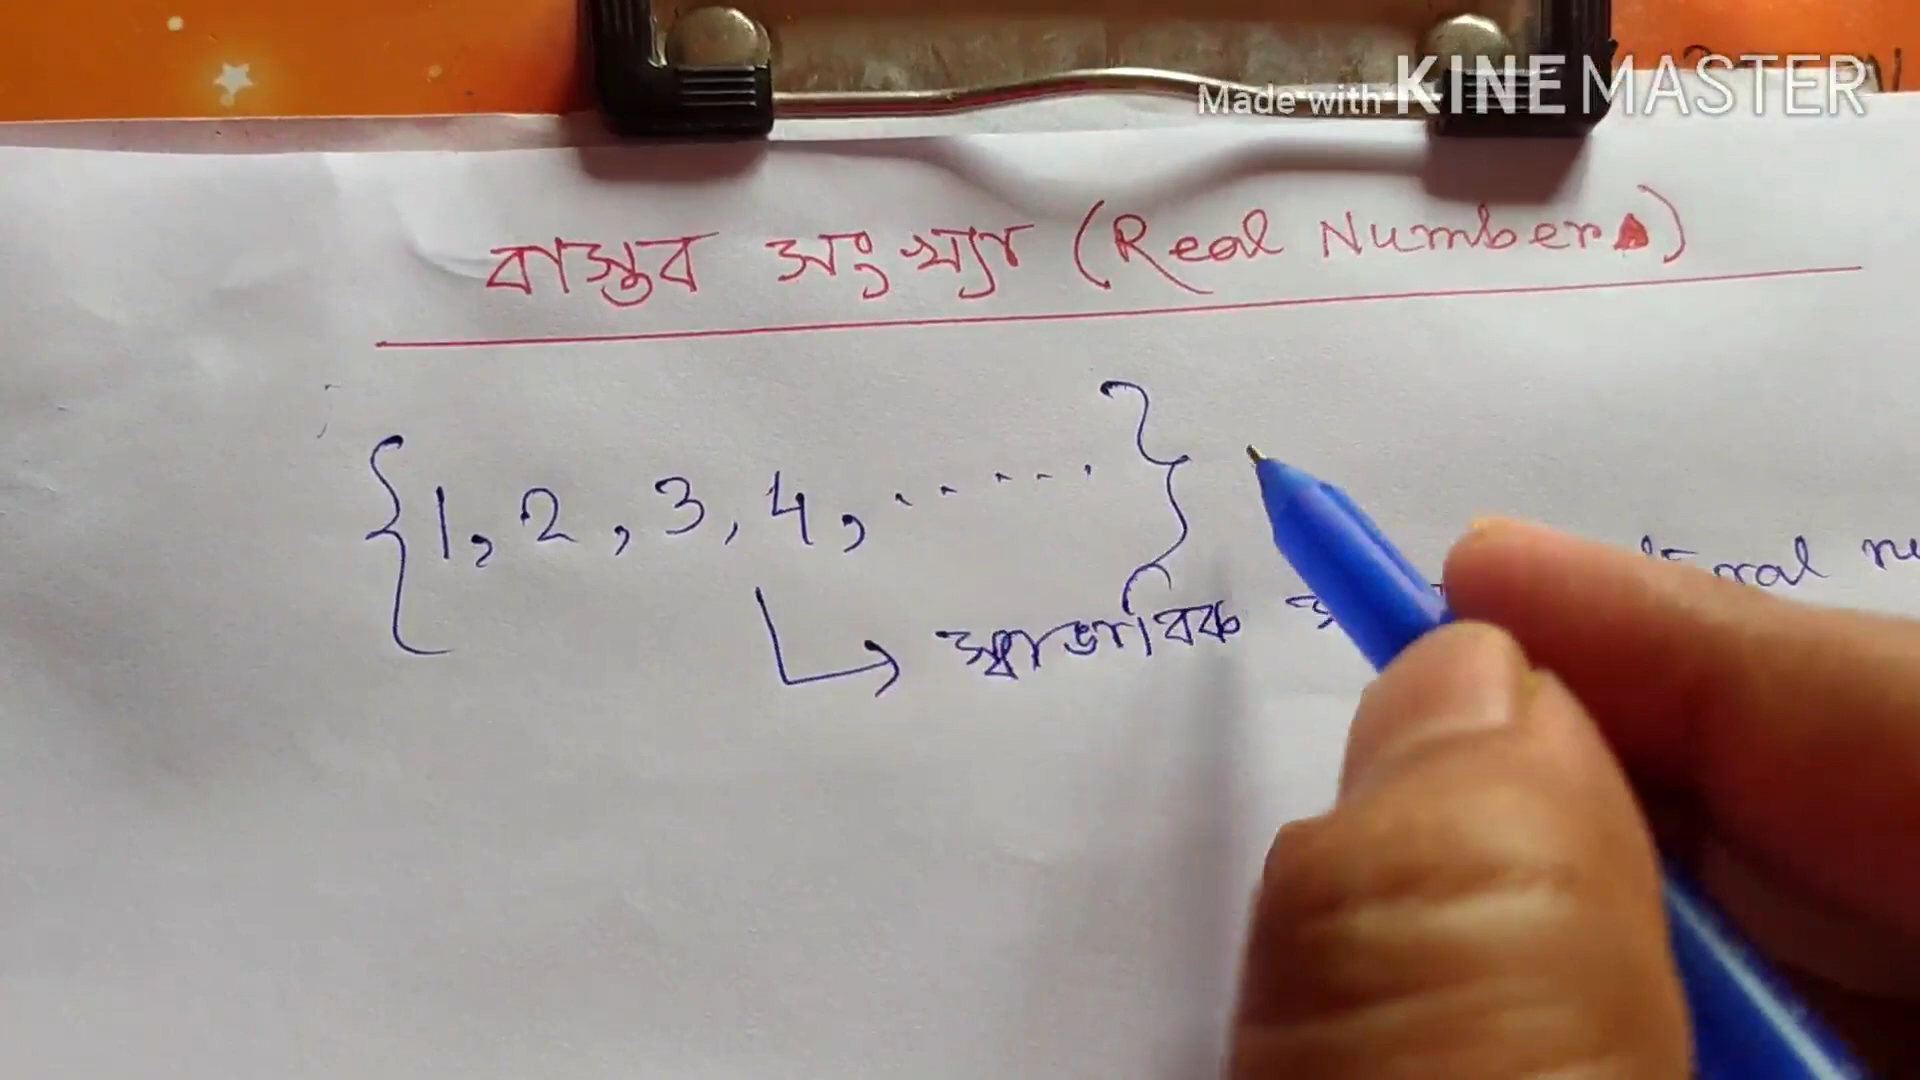 Made with KINEMASTER
বাস্তব সংখ্যা (Real Numbers)
{1, 2, 3, 4, ......}
↳ স্বাভাবিক